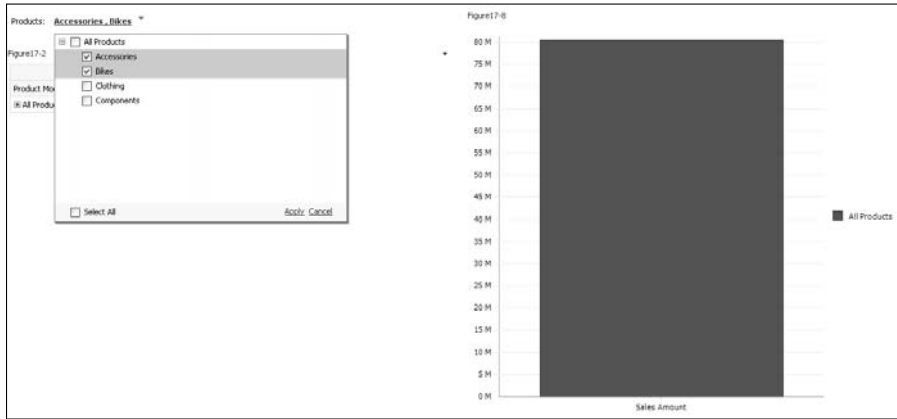 Products: Accessories , Bikes
All Products
Accessories
Bikes
Clothing
Components
Select All
Apply Cancel
Figure17-2
Product Mo
All Produ
Figure17-8
80 M
75 M
70 M
65 M
60 M
55 M
50 M
45 M
40 M
35 M
30 M
25 M
20 M
15 M
10 M
5 M
0 M
Sales Amount
All Products